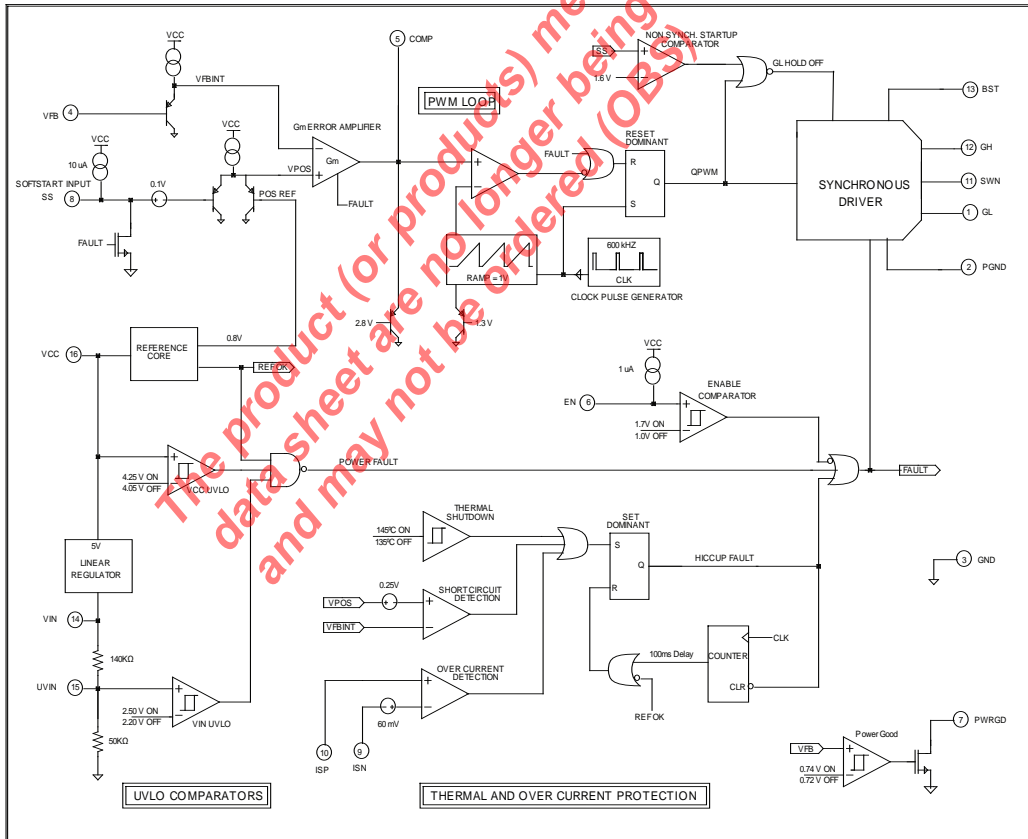 VCC
5 COMP
NON SYNCH. STARTUP
COMPARATOR
SS
1.6 V
GL HOLD OFF
VFBINT
PWM LOOP
VFB 4
Gm ERROR AMPLIFIER
Gm
VPOS
FAULT
VCC
10 uA
SOFTSTART INPUT
SS
8
0.1V
VCC
POS REF
FAULT
FAULT
RESET
DOMINANT
R
S
Q
QPWM
SYNCHRONOUS
DRIVER
13 BST
12 GH
11 SWN
1 GL
2 PGND
RAMP = 1V
600 kHZ
CLK
CLOCK PULSE GENERATOR
2.8 V
1.3 V
VCC 16
REFERENCE
CORE
0.8V
REFOK
VCC
1 uA
EN 6
ENABLE
COMPARATOR
1.7V ON
1.0V OFF
4.25 V ON
4.05 V OFF
VCC UVLO
POWER FAULT
FAULT
5V
LINEAR
REGULATOR
THERMAL
SHUTDOWN
145ºC ON
135ºC OFF
SET
DOMINANT
S
R
Q
HICCUP FAULT
3 GND
0.25V
VPOS
VFBINT
SHORT CIRCUIT
DETECTION
VIN 14
140KΩ
UVIN 15
2.50 V ON
2.20 V OFF
VIN UVLO
50KΩ
OVER CURRENT
DETECTION
60 mV
10
ISP
9
ISN
100ms Delay
REFOK
COUNTER
CLK
CLR
Power Good
VFB
0.74 V ON
0.72 V OFF
7 PWRGD
UVLO COMPARATORS
THERMAL AND OVER CURRENT PROTECTION
The product (or products) me
data sheet are no longer being
and may not be ordered (OBS)